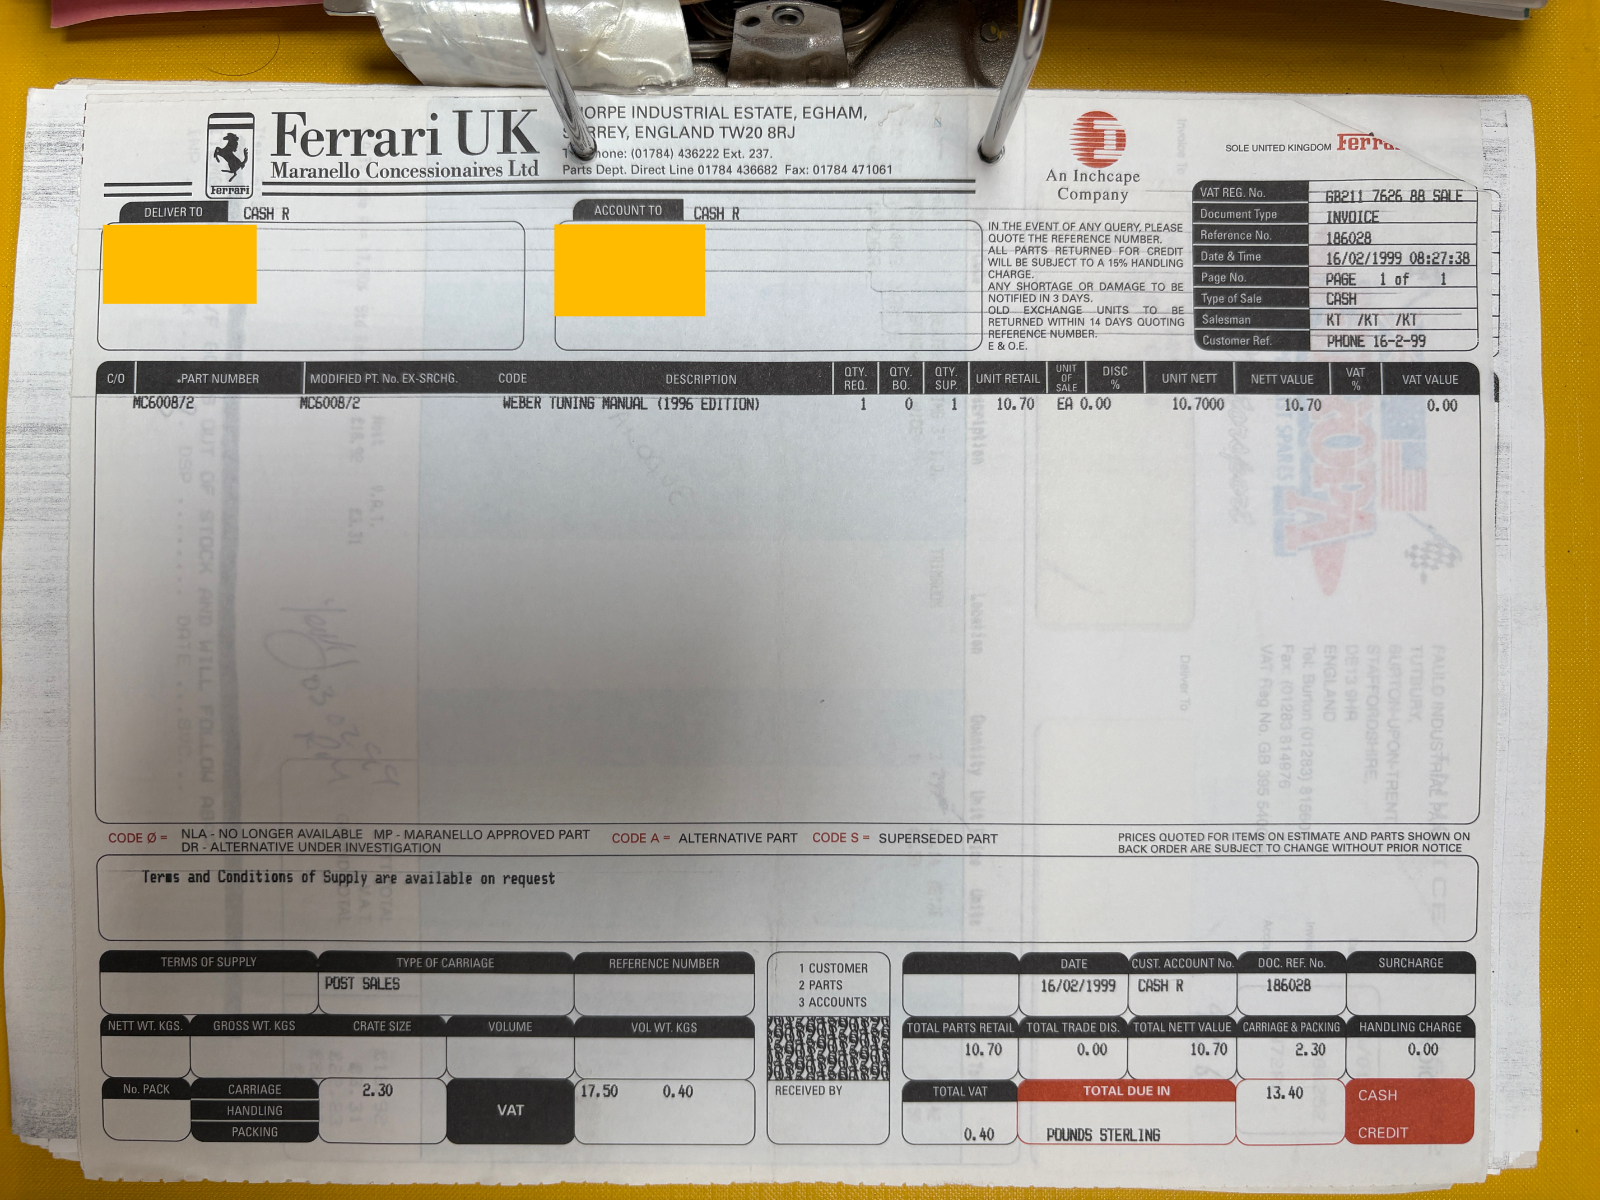 Ferrari UK
Maranello Concessionaires Ltd
Ferrari
ORPE INDUSTRIAL ESTATE, EGHAM,
RREY, ENGLAND TW20 8RJ
hone: (01784) 436222 Ext. 237.
Parts Dept. Direct Line 01784 436682 Fax: 01784 471061
An Inchcape
Company
SOLE UNITED KINGDOM Ferra
DELIVER TO CASH R
ACCOUNT TO CASH R
IN THE EVENT OF ANY QUERY, PLEASE
QUOTE THE REFERENCE NUMBER.
ALL PARTS RETURNED FOR CREDIT
WILL BE SUBJECT TO A 15% HANDLING
CHARGE.
ANY SHORTAGE OR DAMAGE TO BE
NOTIFIED IN 3 DAYS.
OLD EXCHANGE UNITS TO BE
RETURNED WITHIN 14 DAYS QUOTING
REFERENCE NUMBER.
E & O.E.
VAT REG. No. GB211 7626 88 SALE
Document Type INVOICE
Reference No. 186028
Date & Time 16/02/1999 08:27:38
Page No. PAGE 1 of 1
Type of Sale CASH
Salesman KT /KT /KT
Customer Ref. PHONE 16-2-99
C/O PART NUMBER MODIFIED PT. No. EX-SRCHG. CODE DESCRIPTION QTY. REQ. QTY. BO. QTY. SUP. UNIT RETAIL UNIT OF SALE DISC % UNIT NETT NETT VALUE VAT % VAT VALUE
MC6008/2 MC6008/2 WEBER TUNING MANUAL (1996 EDITION) 1 0 1 10.70 EA 0.00 10.7000 10.70 0.00
CODE Ø = NLA - NO LONGER AVAILABLE MP - MARANELLO APPROVED PART CODE A = ALTERNATIVE PART CODE S = SUPERSEDED PART
DR - ALTERNATIVE UNDER INVESTIGATION
PRICES QUOTED FOR ITEMS ON ESTIMATE AND PARTS SHOWN ON
BACK ORDER ARE SUBJECT TO CHANGE WITHOUT PRIOR NOTICE
Terms and Conditions of Supply are available on request
TERMS OF SUPPLY TYPE OF CARRIAGE REFERENCE NUMBER
POST SALES
NETT WT. KGS. GROSS WT. KGS CRATE SIZE VOLUME VOL WT. KGS
No. PACK CARRIAGE 2.30 VAT 17.50 0.40
HANDLING
PACKING
1 CUSTOMER
2 PARTS
3 ACCOUNTS
RECEIVED BY
DATE CUST. ACCOUNT No. DOC. REF. No. SURCHARGE
16/02/1999 CASH R 186028
TOTAL PARTS RETAIL TOTAL TRADE DIS. TOTAL NETT VALUE CARRIAGE & PACKING HANDLING CHARGE
10.70 0.00 10.70 2.30 0.00
TOTAL VAT TOTAL DUE IN 13.40 CASH
0.40 POUNDS STERLING CREDIT